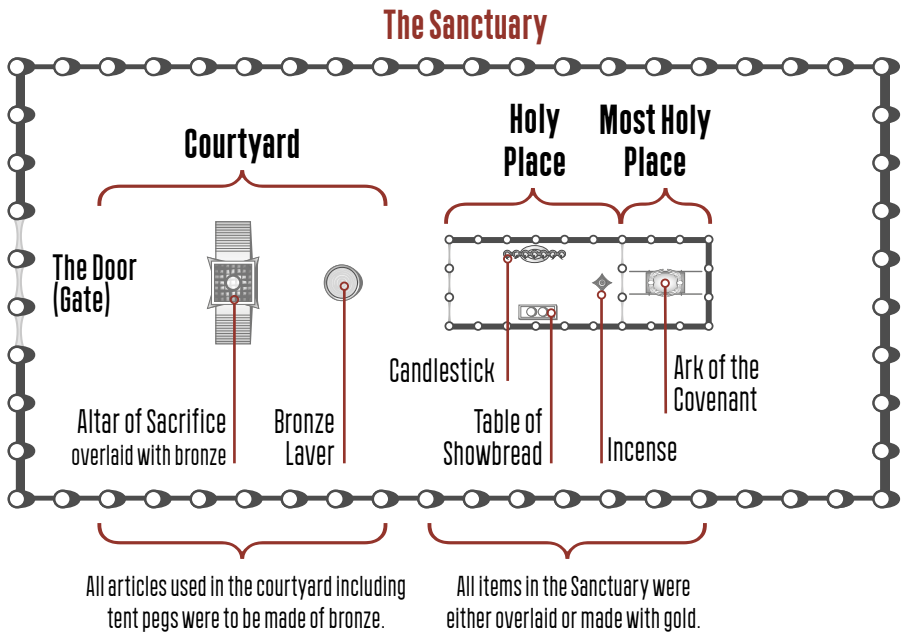 The Sanctuary
Courtyard
Holy
Place
Most Holy
Place
The Door
(Gate)
Candlestick
Ark of the
Covenant
Altar of Sacrifice
overlaid with bronze
Bronze
Laver
Table of
Showbread
Incense
All articles used in the courtyard including
tent pegs were to be made of bronze.
All items in the Sanctuary were
either overlaid or made with gold.